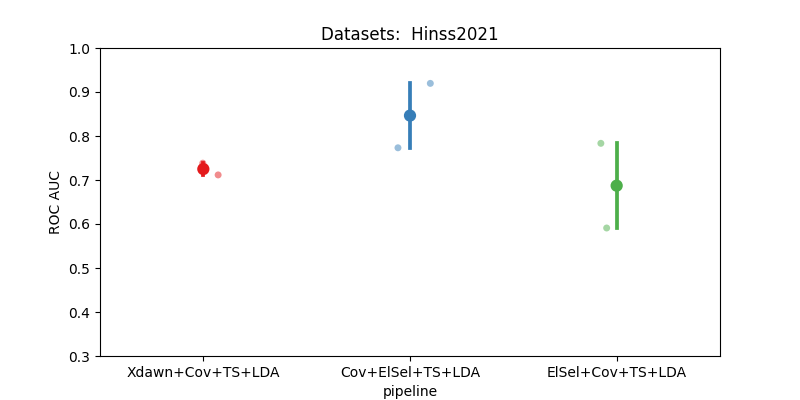 Datasets:  Hinss2021
1.0
0.9
0.8
0.7
0.6
0.5
0.4
0.3
ROC AUC
Xdawn+Cov+TS+LDA
Cov+ElSel+TS+LDA
ElSel+Cov+TS+LDA
pipeline